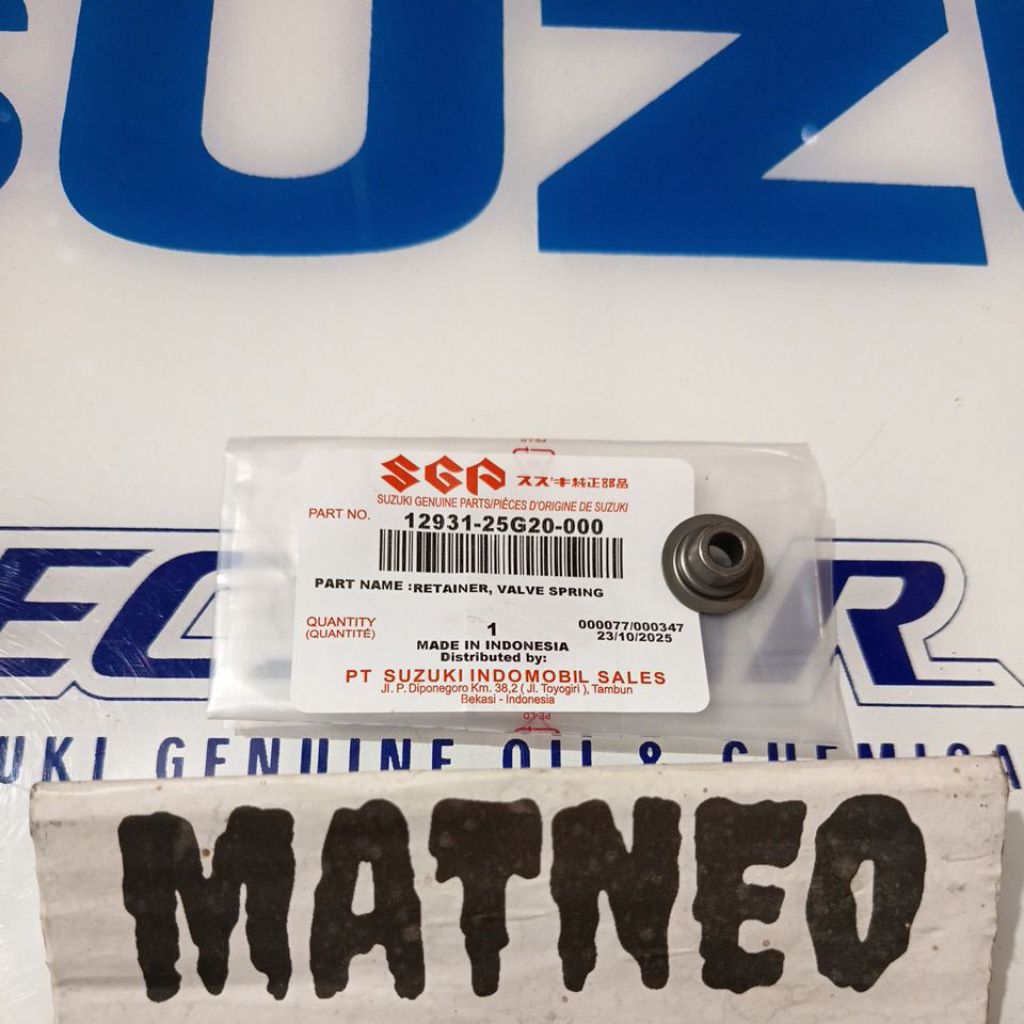 SUZU
SGP スズキ純正部品
SUZUKI GENUINE PARTS/PIÈCES D'ORIGINE DE SUZUKI
PART NO. 12931-25G20-000
PART NAME :RETAINER, VALVE SPRING
QUANTITY 1 000077/000347
(QUANTITÉ) 23/10/2025
MADE IN INDONESIA
Distributed by:
PT SUZUKI INDOMOBIL SALES
Jl. P. Diponegoro Km. 38,2 ( Jl. Toyogiri ), Tambun
Bekasi - Indonesia
PE-LD
UKI GENUINE OIL & CHEMICA
MATNEO